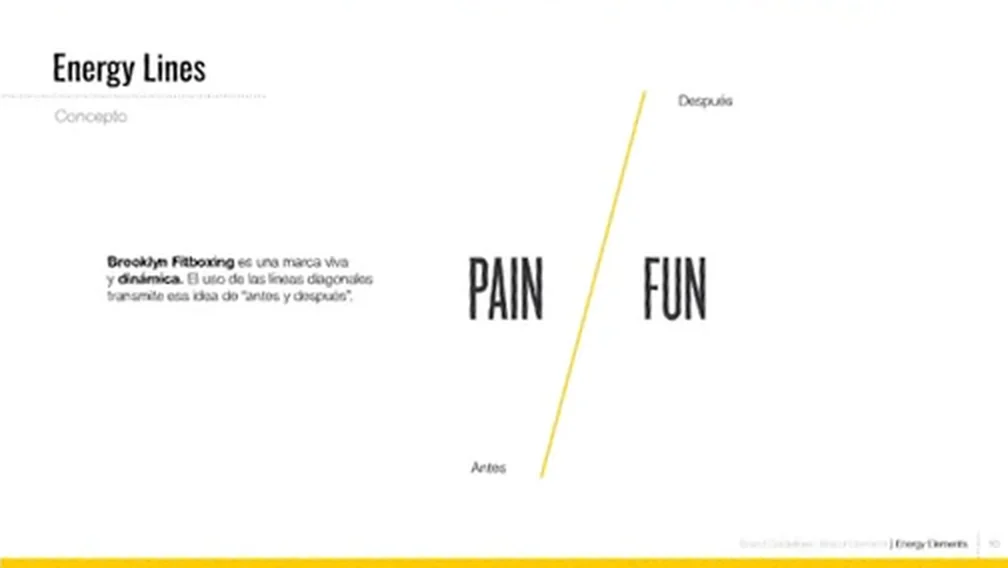 Energy Lines
Concepto
Después
Brooklyn Fitboxing es una marca viva
y dinámica. El uso de las líneas diagonales
transmite esa idea de “antes y después”.
PAIN
FUN
Antes
| Energy Elements